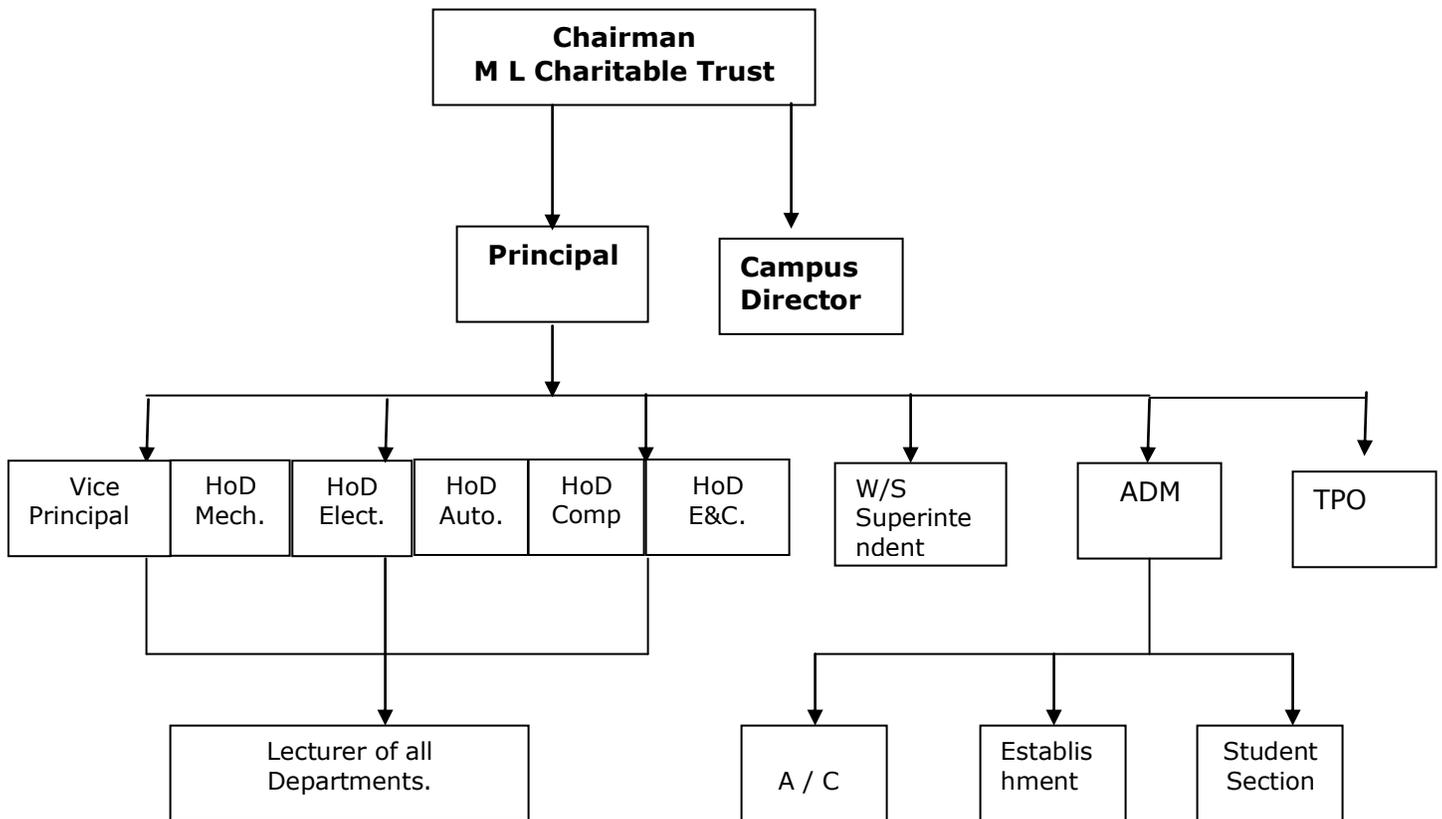 Chairman
M L Charitable Trust
Principal
Campus
Director
Vice
Principal
HoD
Mech.
HoD
Elect.
HoD
Auto.
HoD
Comp
HoD
E&C.
W/S
Superinte
ndent
ADM
TPO
Lecturer of all
Departments.
A / C
Establis
hment
Student
Section